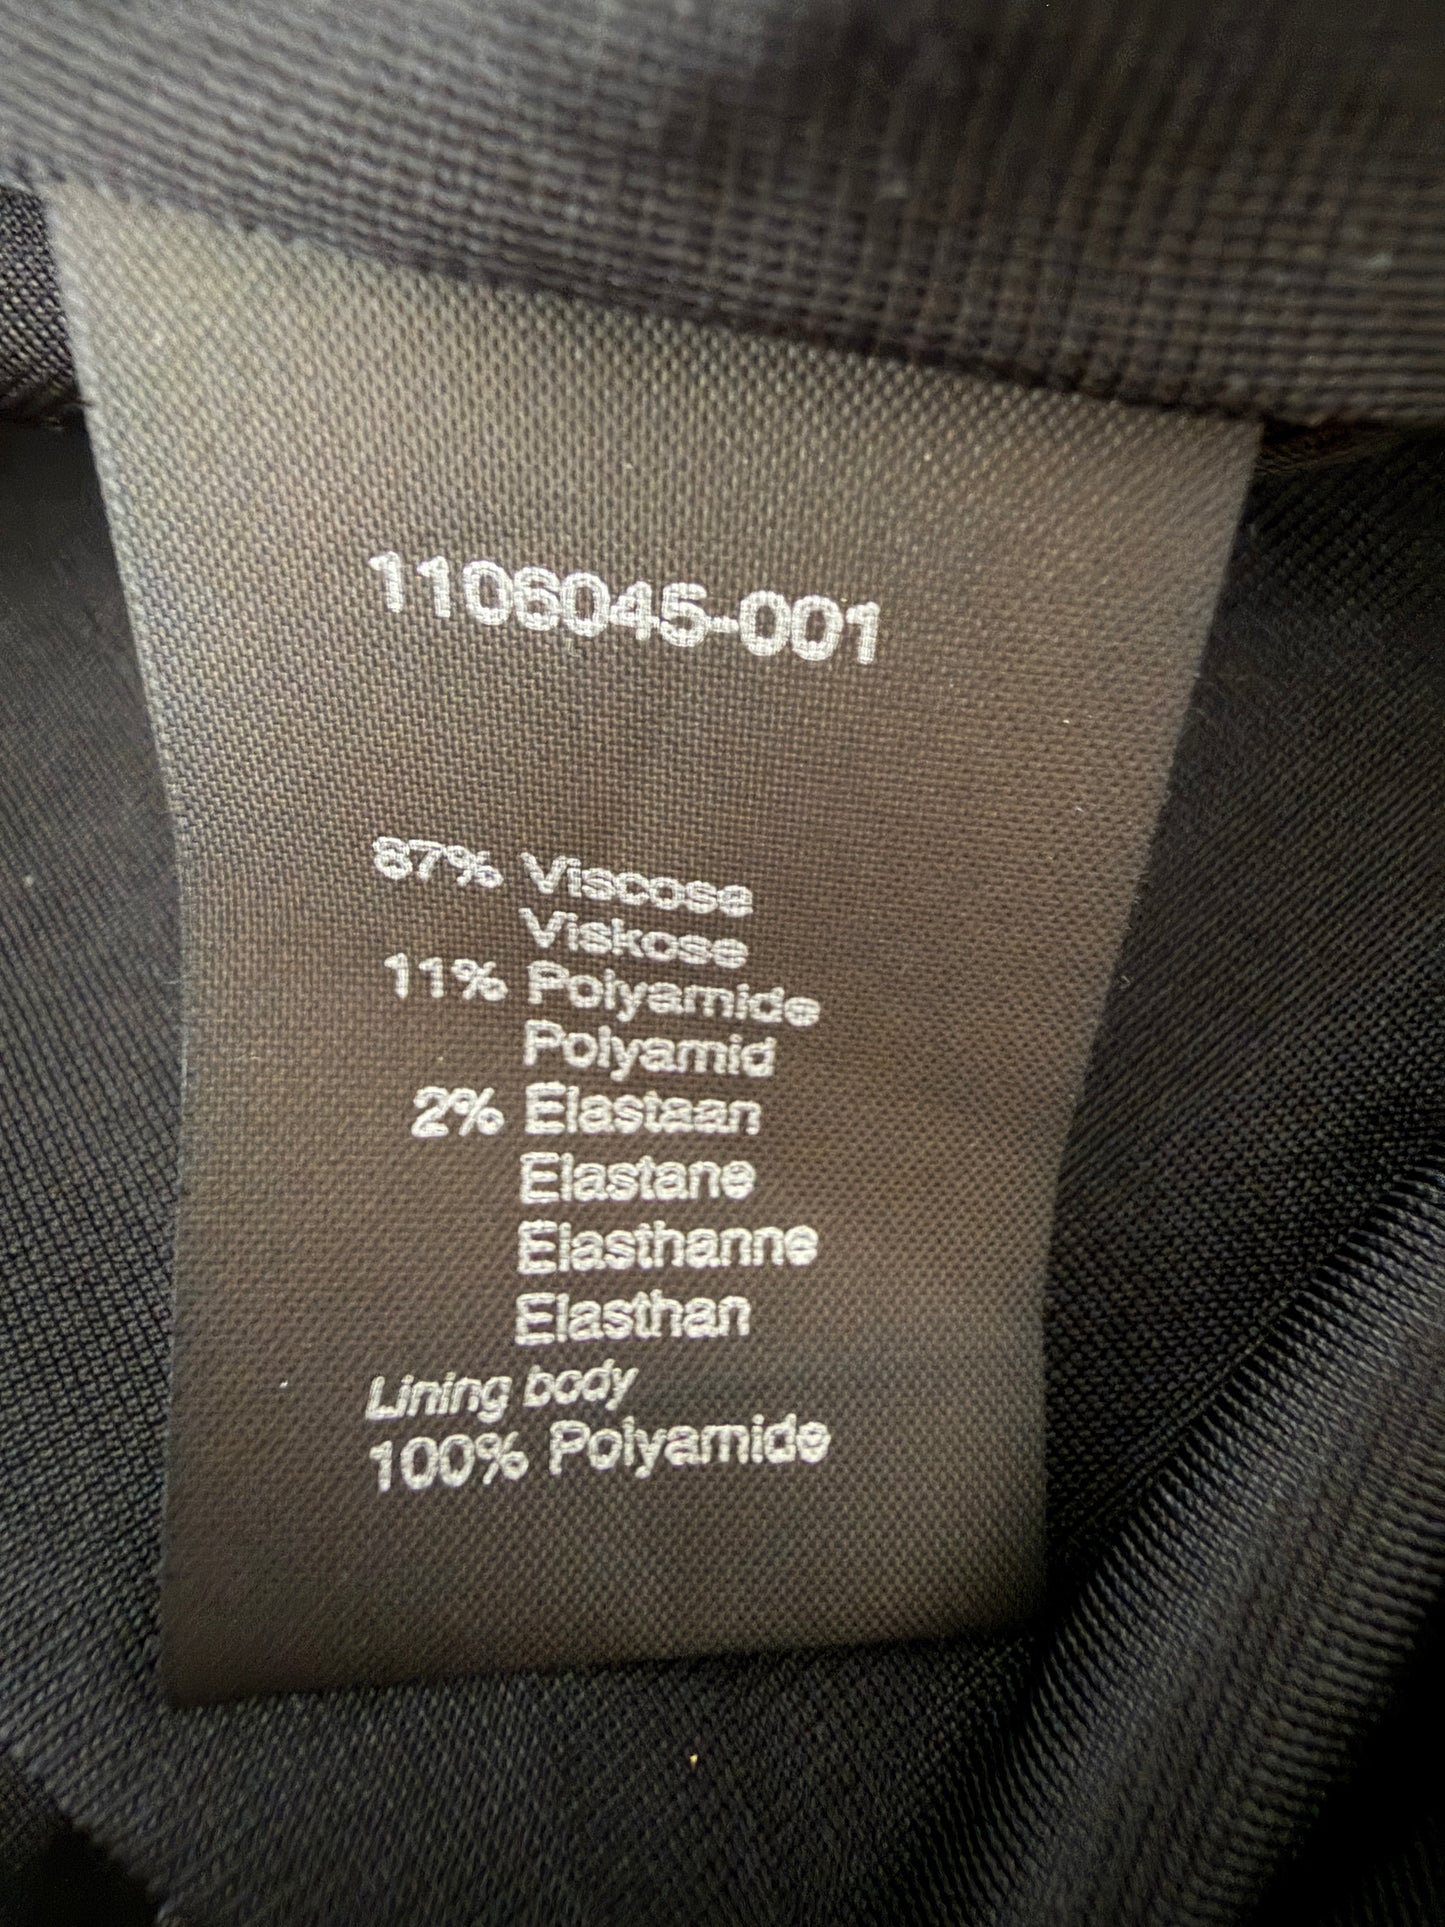 1106045-001
87% Viscose
Viskose
11% Polyamide
Polyamid
2% Elastaan
Elastane
Elasthanne
Elasthan
Lining body
100% Polyamide